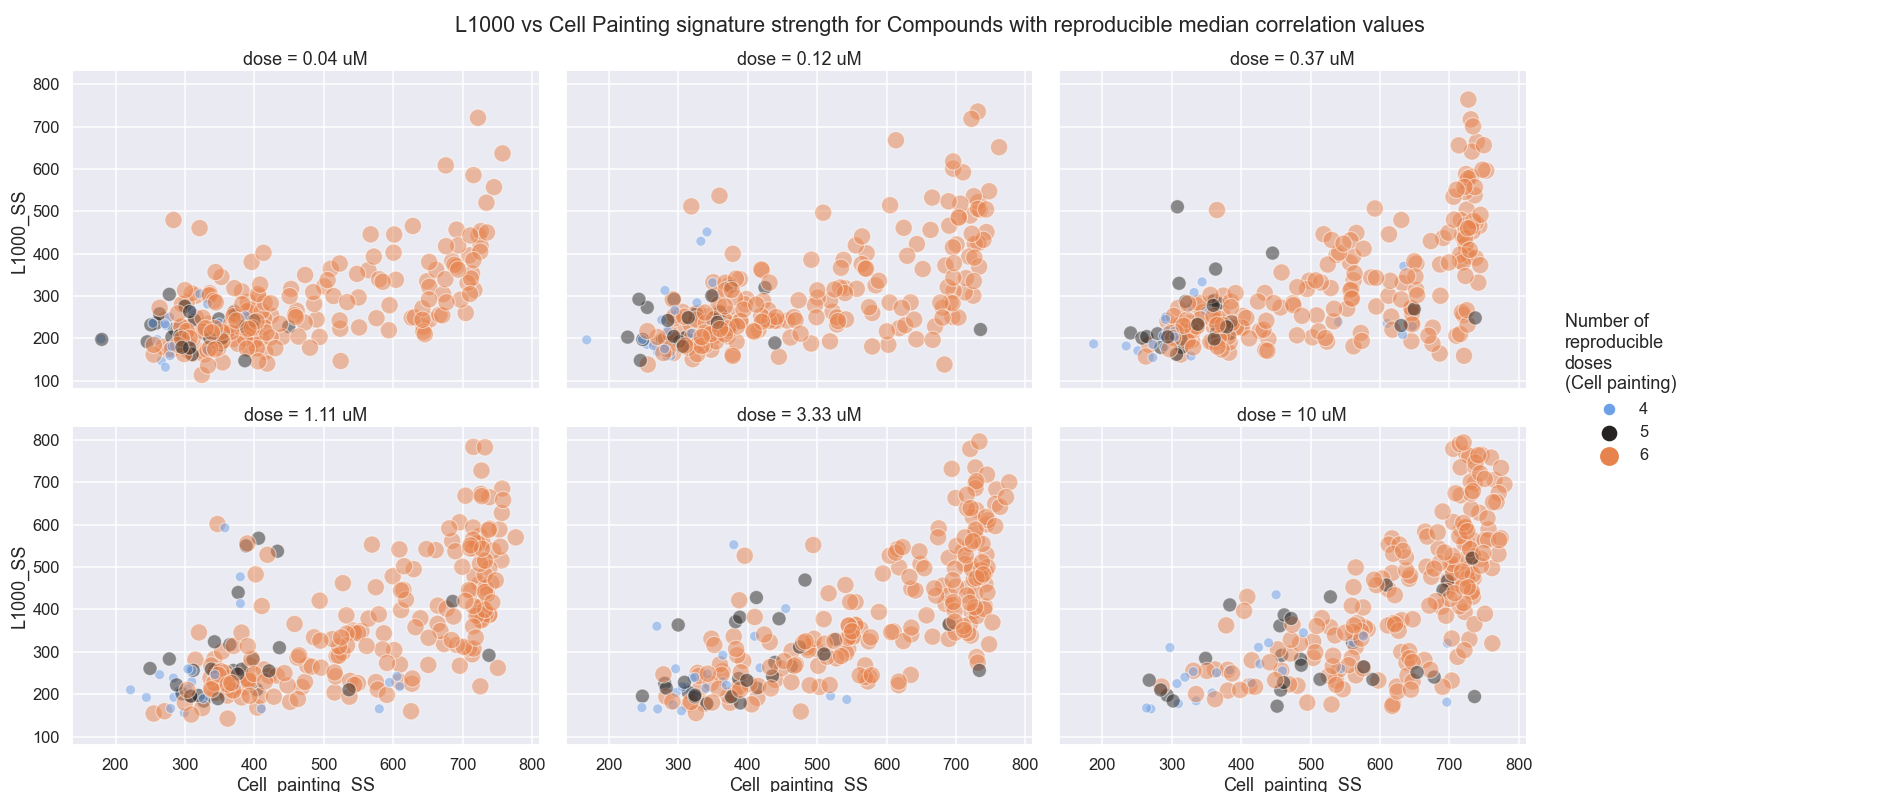 L1000 vs Cell Painting signature strength for Compounds with reproducible median correlation values
dose = 0.04 uM
dose = 0.12 uM
dose = 0.37 uM
L1000_SS
800
700
600
500
400
300
200
100
dose = 1.11 uM
dose = 3.33 uM
dose = 10 uM
L1000_SS
800
700
600
500
400
300
200
100
200 300 400 500 600 700 800
200 300 400 500 600 700 800
200 300 400 500 600 700 800
Cell_painting_SS
Cell_painting_SS
Cell_painting_SS
Number of
reproducible
doses
(Cell painting)
4
5
6